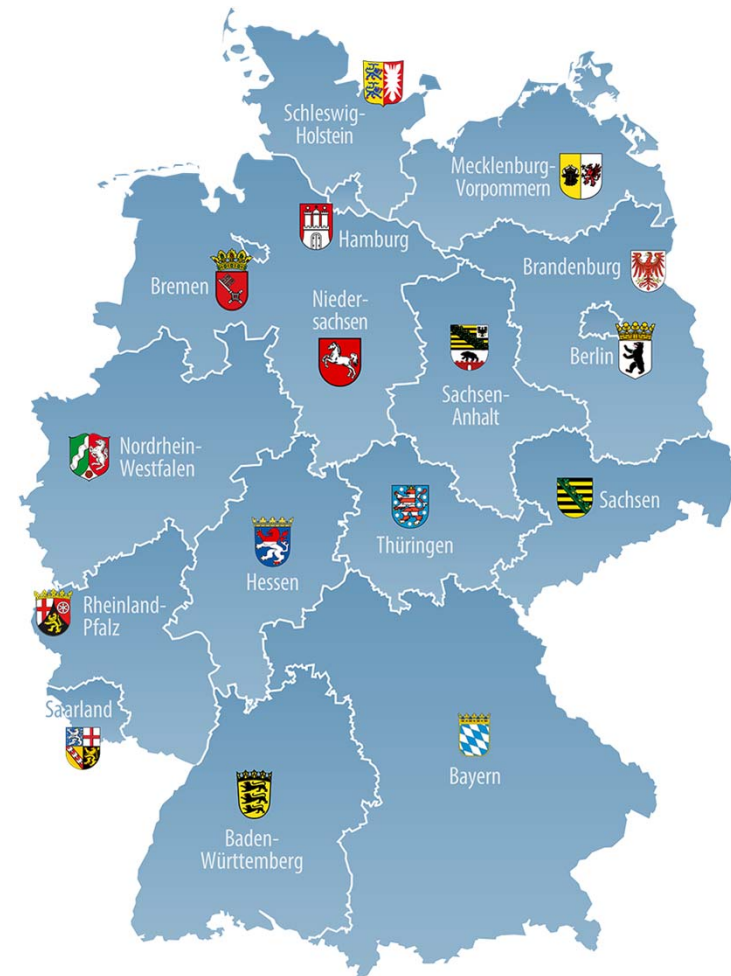 Schleswig-
Holstein
Mecklenburg-
Vorpommern
Hamburg
Brandenburg
Bremen
Nieder-
sachsen
Berlin
Sachsen-
Anhalt
Nordrhein-
Westfalen
Sachsen
Thüringen
Hessen
Rheinland-
Pfalz
Saarland
Bayern
Baden-
Württemberg